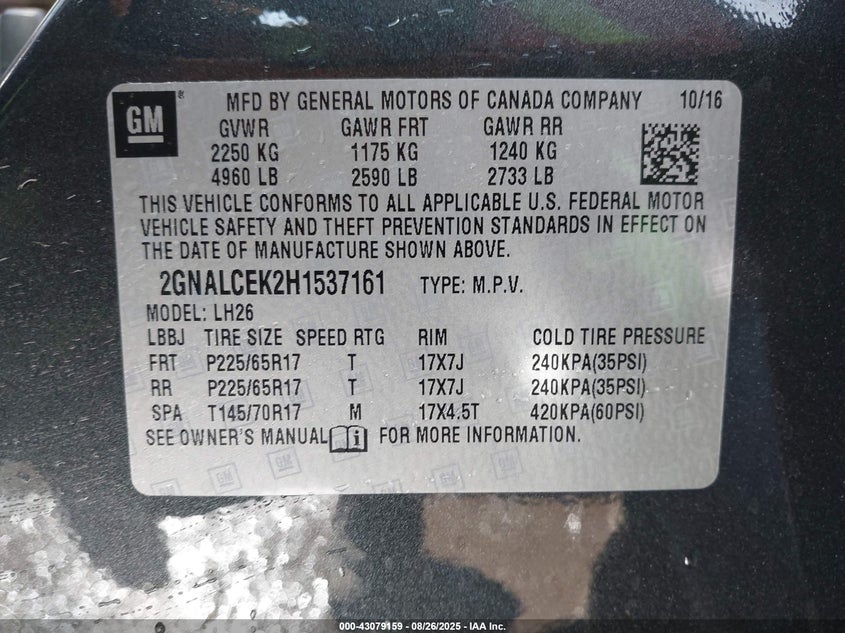 GM® MFD BY GENERAL MOTORS OF CANADA COMPANY 10/16
GVWR GAWR FRT GAWR RR
2250 KG 1175 KG 1240 KG
4960 LB 2590 LB 2733 LB
THIS VEHICLE CONFORMS TO ALL APPLICABLE U.S. FEDERAL MOTOR
VEHICLE SAFETY AND THEFT PREVENTION STANDARDS IN EFFECT ON
THE DATE OF MANUFACTURE SHOWN ABOVE.
2GNALCEK2H1537161 TYPE: M.P.V.
MODEL: LH26
LBBJ TIRE SIZE SPEED RTG RIM COLD TIRE PRESSURE
FRT P225/65R17 T 17X7J 240KPA(35PSI)
RR P225/65R17 T 17X7J 240KPA(35PSI)
SPA T145/70R17 M 17X4.5T 420KPA(60PSI)
SEE OWNER'S MANUAL i FOR MORE INFORMATION.
000-43079159 - 08/26/2025 - IAA Inc.